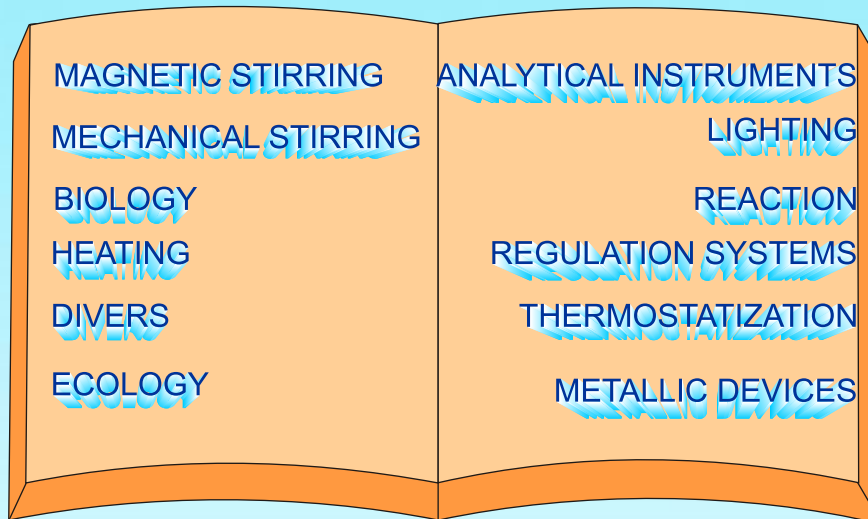 MAGNETIC STIRRING
MECHANICAL STIRRING
BIOLOGY
HEATING
DIVERS
ECOLOGY
ANALYTICAL INSTRUMENTS
LIGHTING
REACTION
REGULATION SYSTEMS
THERMOSTATIZATION
METALLIC DEVICES